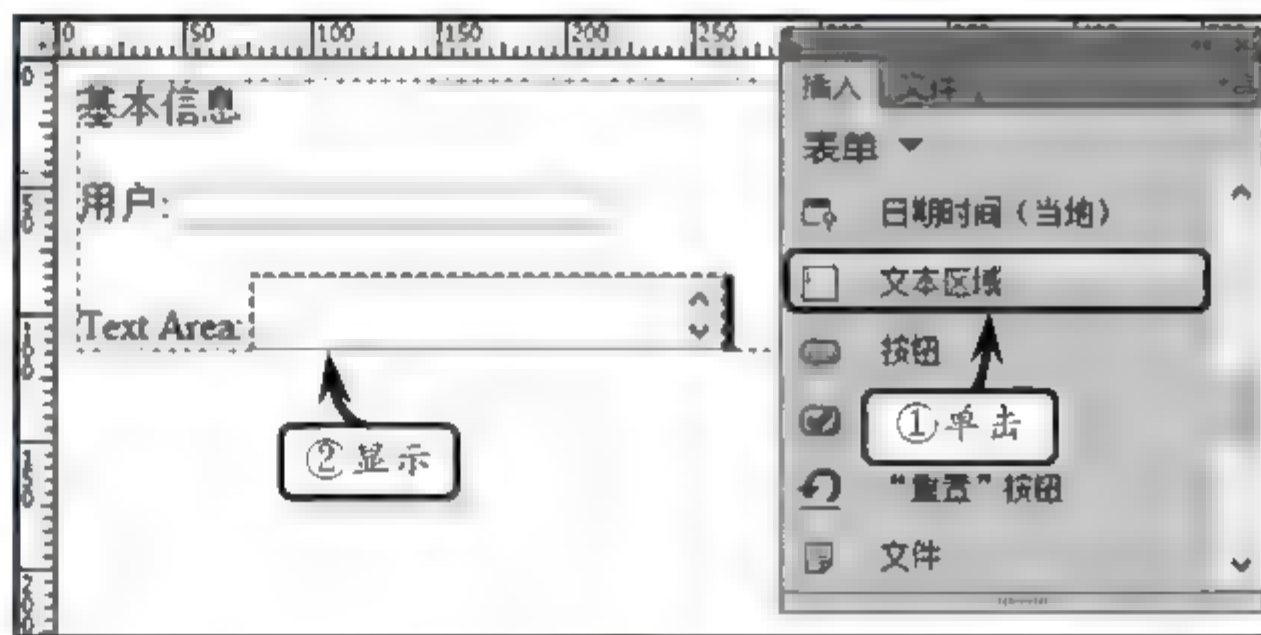 0 50 100 150 200 250
基本信息
用户:
Text Area:
②显示
插入 文件
表单
日期时间（当地）
文本区域
按钮
①单击
“重置”按钮
文件